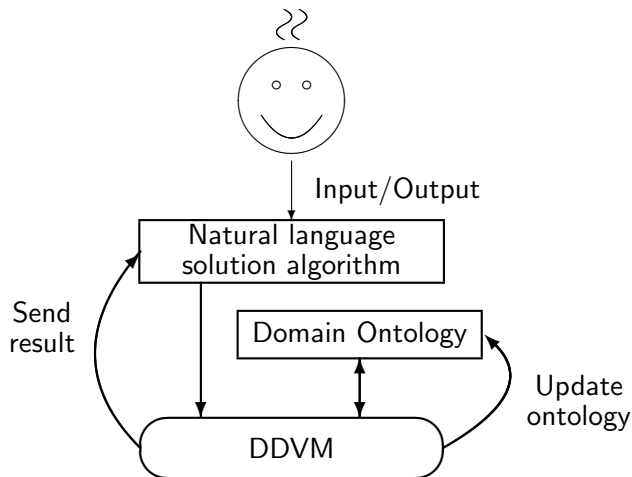 Input/Output
Natural language
solution algorithm
Send
result
Domain Ontology
Update
ontology
DDVM